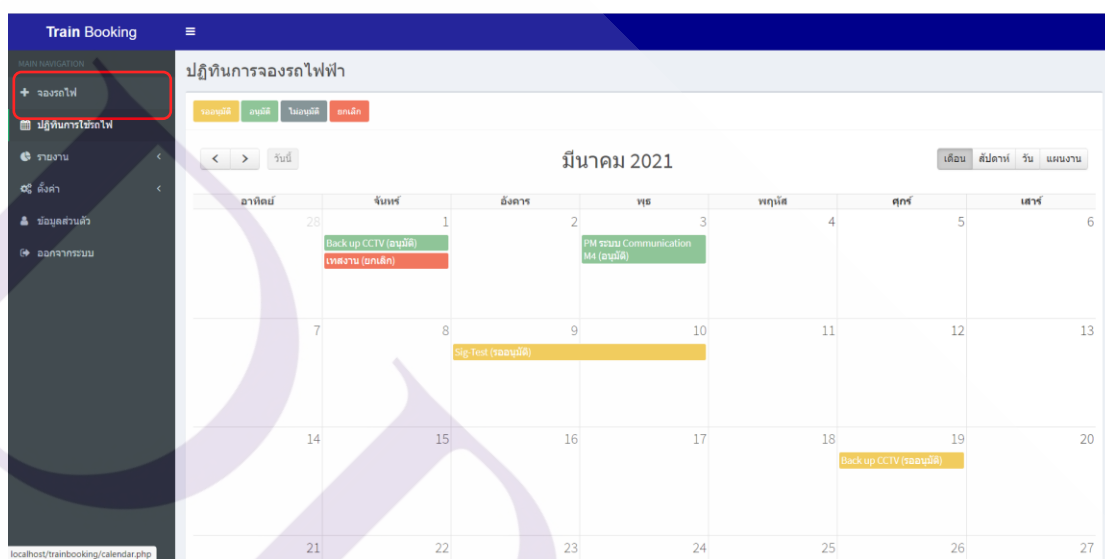 Train Booking
MAIN NAVIGATION
จองรถไฟ
ปฏิทินการใช้รถไฟ
รายงาน
ตั้งค่า
ข้อมูลส่วนตัว
ออกจากระบบ
ปฏิทินการจองรถไฟฟ้า
รออนุมัติ อนุมัติ ไม่อนุมัติ ยกเลิก
วันนี้ มีนาคม 2021 เดือน สัปดาห์ วัน แผนงาน
อาทิตย์ จันทร์ อังคาร พุธ พฤหัส ศุกร์ เสาร์
28 1 2 3 4 5 6
Back up CCTV (อนุมัติ)
เทสงาน (ยกเลิก)
PM ระบบ Communication
M4 (อนุมัติ)
7 8 9 10 11 12 13
Sig-Test (รออนุมัติ)
14 15 16 17 18 19 20
Back up CCTV (รออนุมัติ)
21 22 23 24 25 26 27
localhost/trainbooking/calendar.php